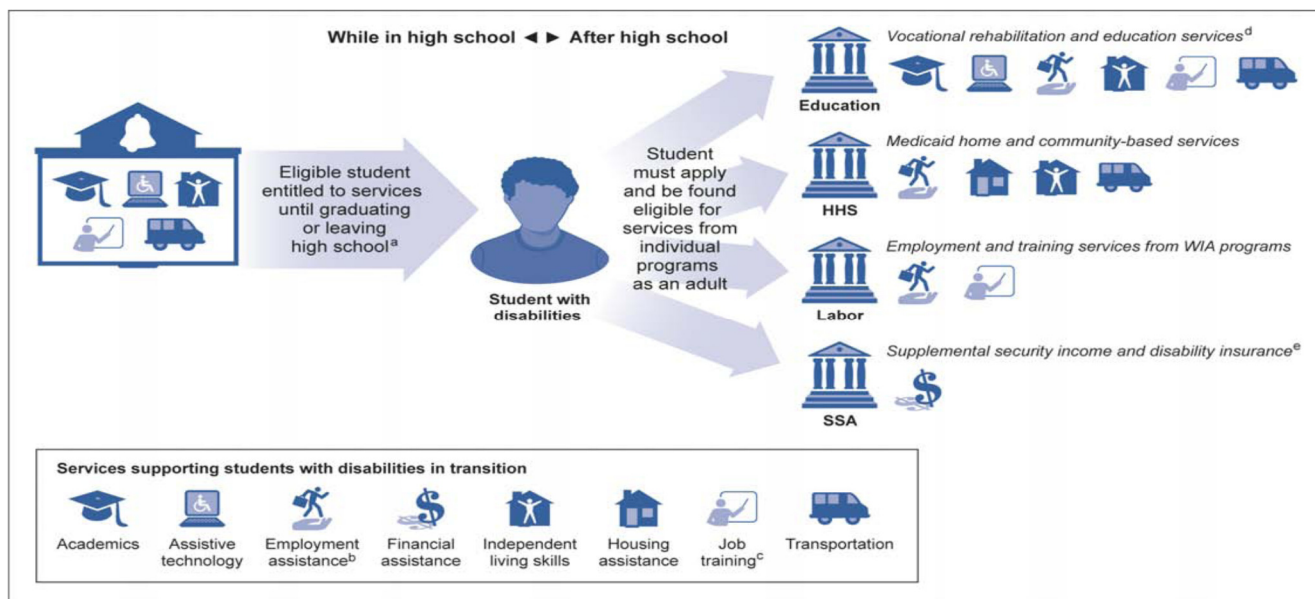 While in high school ◄ ► After high school
Vocational rehabilitation and education services^d
Education
Eligible student
entitled to services
until graduating
or leaving
high school^a
Student with
disabilities
Student
must apply
and be found
eligible for
services from
individual
programs
as an adult
Medicaid home and community-based services
HHS
Employment and training services from WIA programs
Labor
Supplemental security income and disability insurance^e
$
SSA
Services supporting students with disabilities in transition
$
Academics
Assistive
technology
Employment
assistance^b
Financial
assistance
Independent
living skills
Housing
assistance
Job
training^c
Transportation